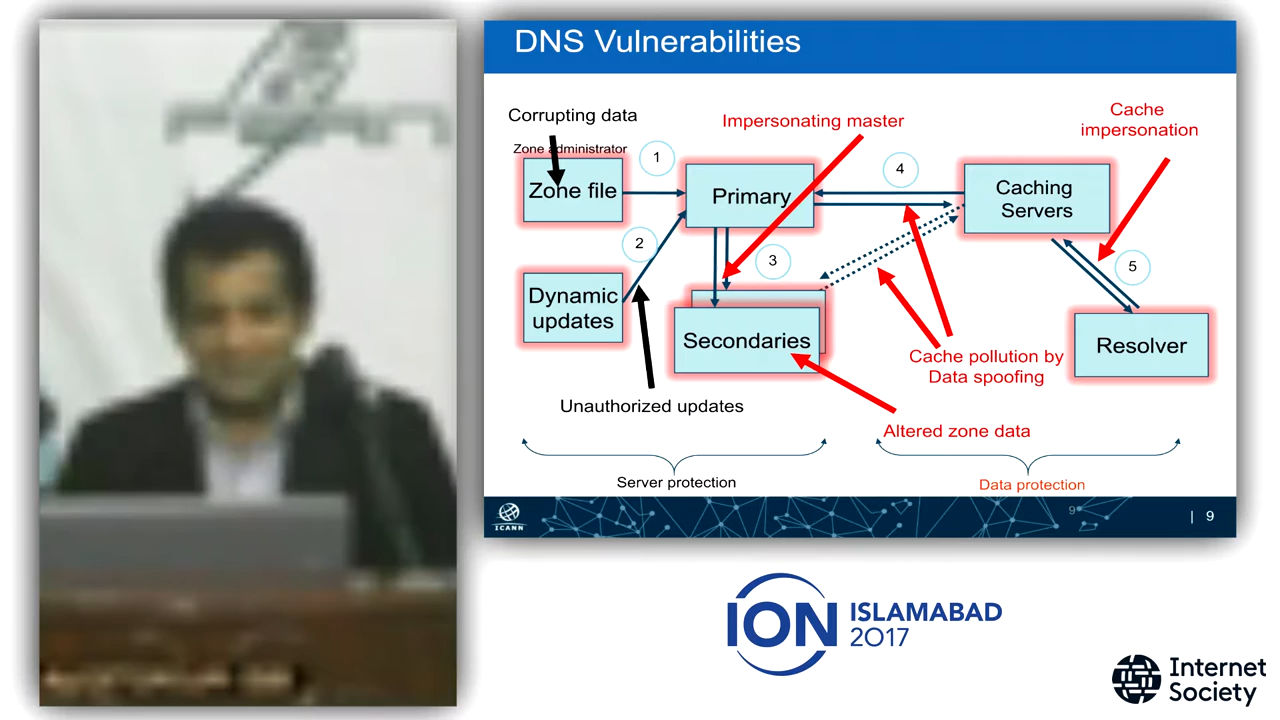 DNS Vulnerabilities
Corrupting data
Zone administrator
Impersonating master
Cache
impersonation
1
4
Zone file
Primary
Caching
Servers
2
3
5
Dynamic
updates
Secondaries
Resolver
Cache pollution by
Data spoofing
Unauthorized updates
Altered zone data
Server protection
Data protection
ICANN
9
| 9
ION
ISLAMABAD
2017
Internet
Society